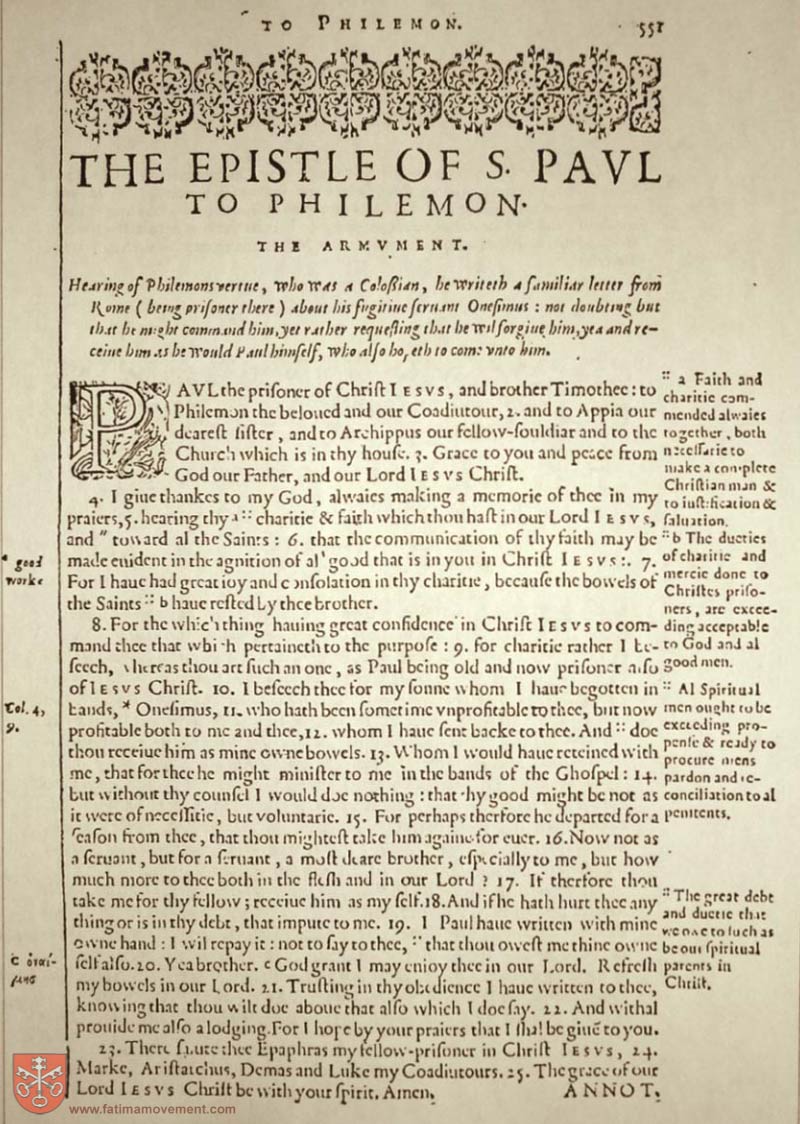 TO PHILEMON. 551
THE EPISTLE OF S. PAVL
TO PHILEMON.
THE ARMVMENT.
Hearing of Philemons vertue, who was a Coloßian, he writeth a familiar letter from
Rome ( being prisoner there ) about his fugitiue seruant Onesimus : not doubting but
that he might command him, yet rather requesting that he wil forgiue him, yea and re-
ceiue him as he would Paul himself, who also hopeth to come vnto him.
PAVL the prisoner of Christ IESVS, and brother Timothee : to
Philemon the beloued and our Coadiutour, 2. and to Appia our
dearest sister, and to Archippus our fellow-souldiar and to the
Church which is in thy house. 3. Grace to you and peace from
God our Father, and our Lord IESVS Christ.
4. I giue thankes to my God, alwaies making a memorie of thee in my
praiers, 5. hearing thy a :: charitie & faith which thou hast in our Lord IESVS,
and " toward al the Saints : 6. that the communication of thy faith may be
made euident in the agnition of al * good that is in you in Christ IESVS :. 7.
For I haue had great ioy and consolation in thy charitie, because the bowels of
the Saints :: b haue rested by thee brother.
8. For the which thing hauing great confidence in Christ IESVS to com-
mand thee that which pertaineth to the purpose : 9. for charitie rather I be-
seech, whereas thou art such an one, as Paul being old and now prisoner also
of IESVS Christ. 10. I beseech thee for my sonne whom I haue begotten in
bands, * Onesimus, 11. who hath been sometime vnprofitable to thee, but now
profitable both to me and thee, 12. whom I haue sent backe to thee. And :: doe
thou receiue him as mine owne bowels. 13. Whom I would haue reteined with
me, that for thee he might minister to me in the bands of the Ghospel : 14.
but without thy counsel I would doe nothing : that thy good might be not as
it were of necessitie, but voluntarie. 15. For perhaps therfore he departed for a
season from thee, that thou mightest take him againe for euer. 16. Now not as
a seruant, but for a seruant, a most deare brother, especially to me, but how
much more to thee both in the flesh and in our Lord ? 17. If therfore thou
take me for thy fellow ; receiue him as my self. 18. And if he hath hurt thee any
thing or is in thy debt, that impute to me. 19. I Paul haue written with mine
owne hand : I wil repay it : not to say to thee, :: that thou owest me thine owne
self also. 20. Yea brother. c God grant I may enioy thee in our Lord. Refresh
my bowels in our Lord. 21. Trusting in thy obedience I haue written to thee,
knowing that thou wilt doe aboue that also which I doe say. 22. And withal
prouide me also a lodging. For I hope by your praiers that I shal be giuē to you.
23. There salute thee Epaphras my fellow-prisoner in Christ IESVS, 24.
Marke, Aristarchus, Demas and Luke my Coadiutours. 25. The grace of our
Lord IESVS Christ be with your spirit. Amen. ANNOT.
:: a Faith and
charitie com-
mended alwaies
together, both
necessarie to
make a complete
Christian man &
to iustification &
saluation.
:: b The dueties
of charitie and
mercie done to
Christes priso-
ners, are excee-
ding acceptable
to God and al
good men.
:: Al Spiritual
men ought to be
exceeding pro-
pense & ready to
procure mens
pardon and re-
conciliation to al
penitents.
:: The great debt
and duetie that
we owe to such as
be our spiritual
parents in
Christ.
* good
worke
Col. 4,
9.
c ὀναί-
μην
www.fatimamovement.com